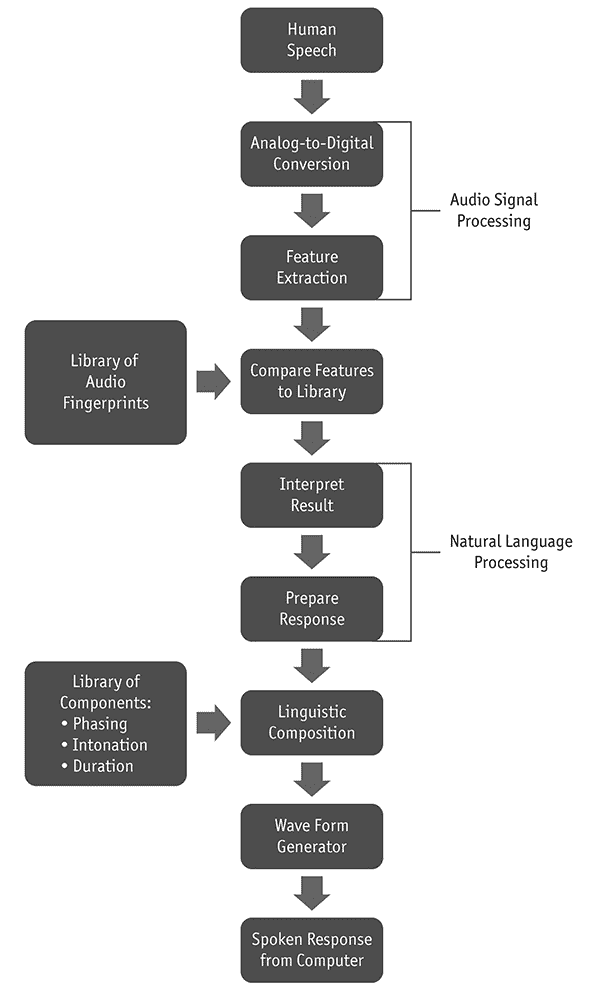 Human
Speech
Analog-to-Digital
Conversion
Audio Signal
Processing
Feature
Extraction
Library of
Audio
Fingerprints
Compare Features
to Library
Interpret
Result
Natural Language
Processing
Prepare
Response
Library of
Components:
• Phasing
• Intonation
• Duration
Linguistic
Composition
Wave Form
Generator
Spoken Response
from Computer